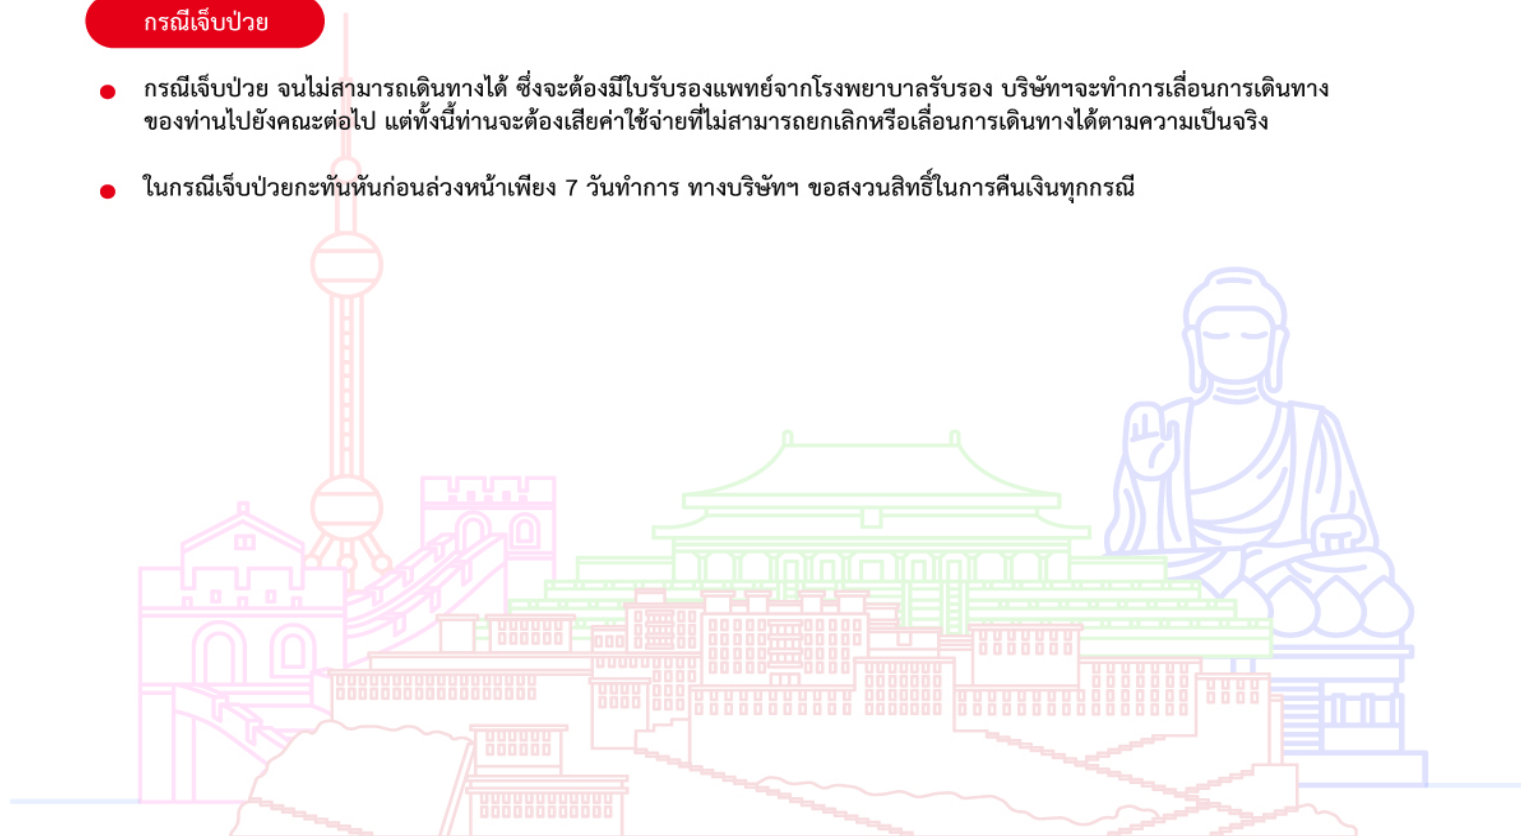 กรณีเจ็บป่วย
กรณีเจ็บป่วย จนไม่สามารถเดินทางได้ ซึ่งจะต้องมีใบรับรองแพทย์จากโรงพยาบาลรับรอง บริษัทฯจะทำการเลื่อนการเดินทาง
ของท่านไปยังคณะต่อไป แต่ทั้งนี้ท่านจะต้องเสียค่าใช้จ่ายที่ไม่สามารถยกเลิกหรือเลื่อนการเดินทางได้ตามความเป็นจริง
ในกรณีเจ็บป่วยกะทันหันก่อนล่วงหน้าเพียง 7 วันทำการ ทางบริษัทฯ ขอสงวนสิทธิ์ในการคืนเงินทุกกรณี